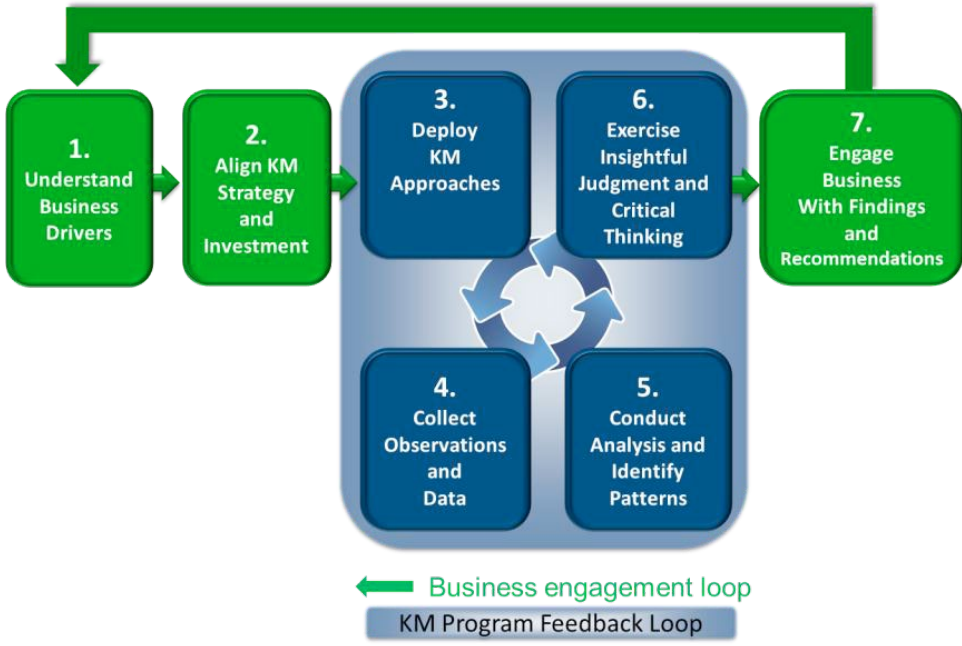 1.
Understand
Business
Drivers
2.
Align KM
Strategy
and
Investment
3.
Deploy
KM
Approaches
4.
Collect
Observations
and
Data
5.
Conduct
Analysis and
Identify
Patterns
6.
Exercise
Insightful
Judgment and
Critical
Thinking
7.
Engage
Business
With Findings
and
Recommendations
Business engagement loop
KM Program Feedback Loop